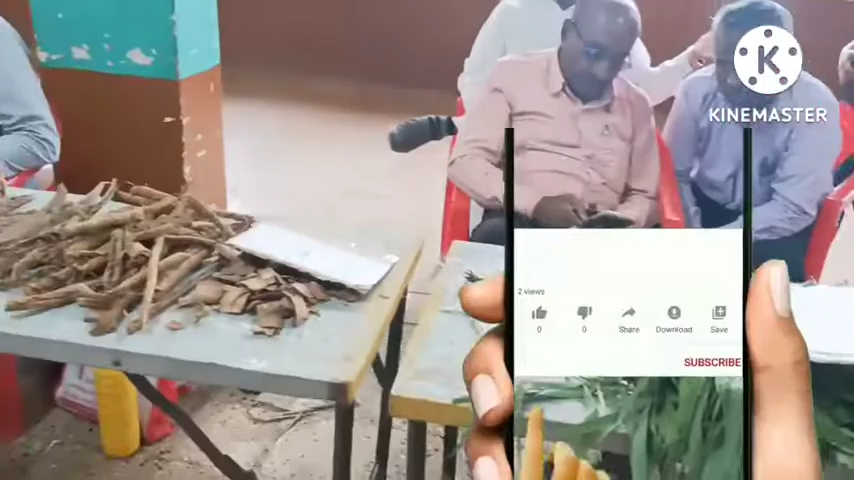 K
KINEMASTER
2 views
0 0 Share Download Save
SUBSCRIBE